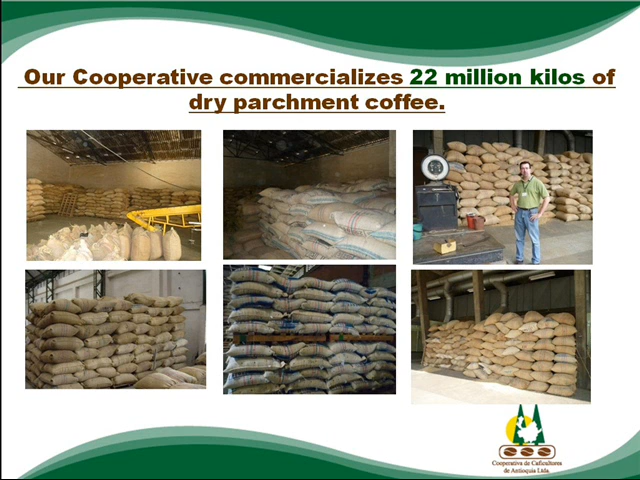 Our Cooperative commercializes 22 million kilos of
dry parchment coffee.
Cooperativa de Caficultores
de Antioquia Ltda.